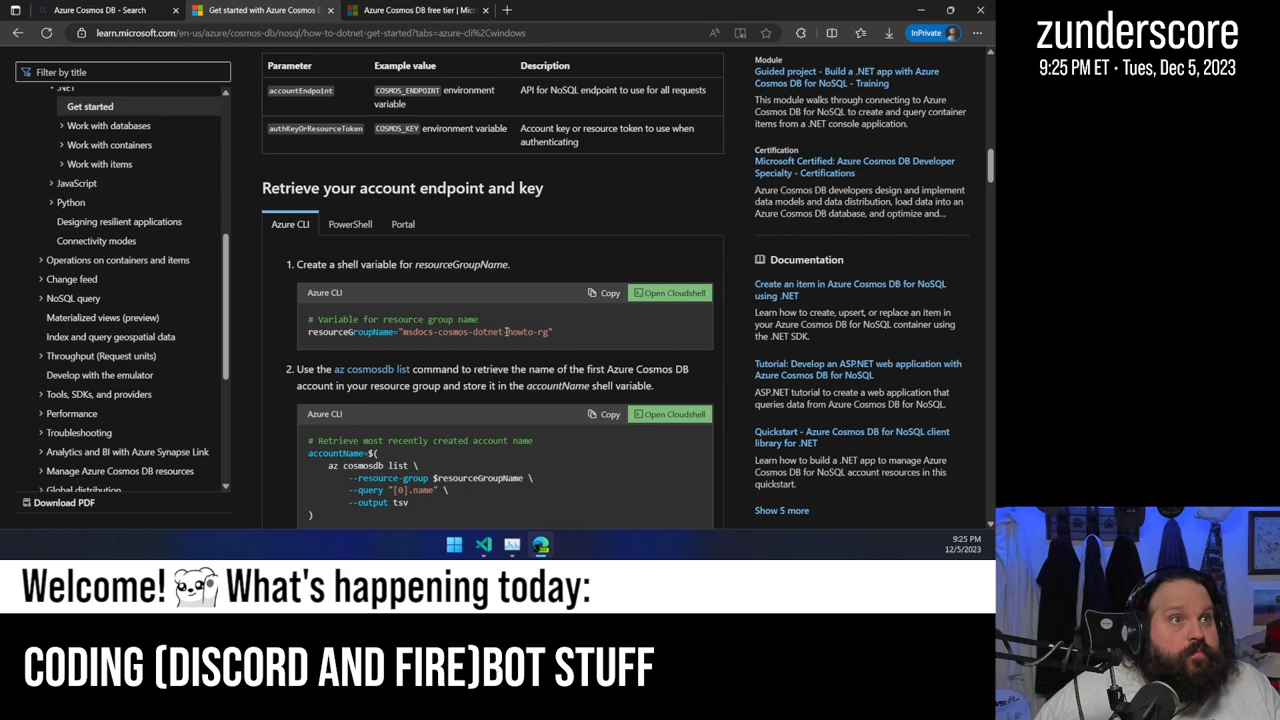 Azure Cosmos DB - Search
Get started with Azure Cosmos D
Azure Cosmos DB free tier | Micr
learn.microsoft.com/en-us/azure/cosmos-db/nosql/how-to-dotnet-get-started?tabs=azure-cli%2Cwindows
InPrivate
zunderscore
9:25 PM ET • Tues, Dec 5, 2023
Filter by title
.NET
Get started
Work with databases
Work with containers
Work with items
JavaScript
Python
Designing resilient applications
Connectivity modes
Operations on containers and items
Change feed
NoSQL query
Materialized views (preview)
Index and query geospatial data
Throughput (Request units)
Develop with the emulator
Tools, SDKs, and providers
Performance
Troubleshooting
Analytics and BI with Azure Synapse Link
Manage Azure Cosmos DB resources
Global distribution
Download PDF
Parameter Example value Description
accountEndpoint COSMOS_ENDPOINT environment API for NoSQL endpoint to use for all requests
variable
authKeyOrResourceToken COSMOS_KEY environment variable Account key or resource token to use when
authenticating
Retrieve your account endpoint and key
Azure CLI PowerShell Portal
1. Create a shell variable for resourceGroupName.
Azure CLI Copy Open Cloudshell
# Variable for resource group name
resourceGroupName="msdocs-cosmos-dotnet-howto-rg"
2. Use the az cosmosdb list command to retrieve the name of the first Azure Cosmos DB
account in your resource group and store it in the accountName shell variable.
Azure CLI Copy Open Cloudshell
# Retrieve most recently created account name
accountName=$(
az cosmosdb list \
--resource-group $resourceGroupName \
--query "[0].name" \
--output tsv
)
Module
Guided project - Build a .NET app with Azure
Cosmos DB for NoSQL - Training
This module walks through connecting to Azure
Cosmos DB for NoSQL to create and query container
items from a .NET console application.
Certification
Microsoft Certified: Azure Cosmos DB Developer
Specialty - Certifications
Azure Cosmos DB developers design and implement
data models and data distribution, load data into an
Azure Cosmos DB database, and optimize and…
Documentation
Create an item in Azure Cosmos DB for NoSQL
using .NET
Learn how to create, upsert, or replace an item in
your Azure Cosmos DB for NoSQL container using
the .NET SDK.
Tutorial: Develop an ASP.NET web application with
Azure Cosmos DB for NoSQL
ASP.NET tutorial to create a web application that
queries data from Azure Cosmos DB for NoSQL.
Quickstart - Azure Cosmos DB for NoSQL client
library for .NET
Learn how to build a .NET app to manage Azure
Cosmos DB for NoSQL account resources in this
quickstart.
Show 5 more
9:25 PM
12/5/2023
Welcome! What's happening today:
CODING (DISCORD AND FIRE)BOT STUFF